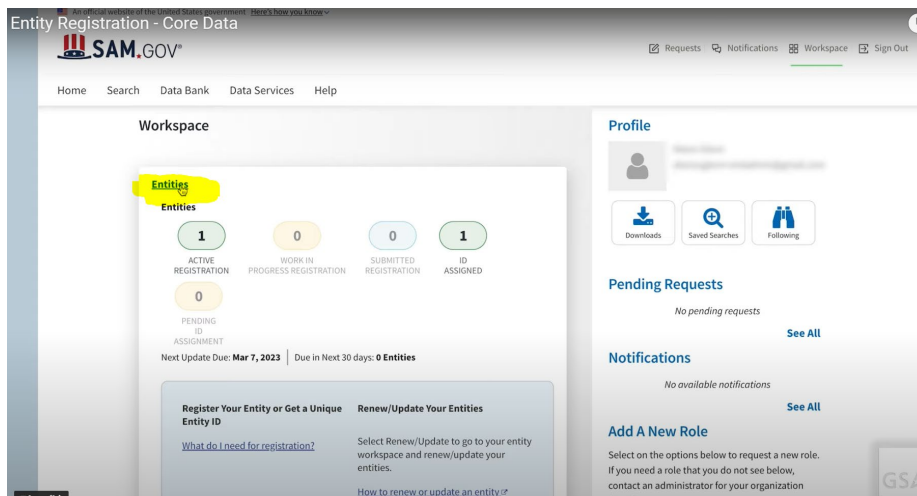 An official website of the United States government Here's how you know
Entity Registration - Core Data
SAM.GOV®
Requests Notifications Workspace Sign Out
Home Search Data Bank Data Services Help
Workspace
Entities
Entities
1 0 0 1
ACTIVE REGISTRATION
WORK IN PROGRESS REGISTRATION
SUBMITTED REGISTRATION
ID ASSIGNED
0
PENDING
ID
ASSIGNMENT
Next Update Due: Mar 7, 2023 Due in Next 30 days: 0 Entities
Register Your Entity or Get a Unique
Entity ID
What do I need for registration?
Renew/Update Your Entities
Select Renew/Update to go to your entity
workspace and renew/update your
entities.
How to renew or update an entity
Profile
Downloads Saved Searches Following
Pending Requests
No pending requests
See All
Notifications
No available notifications
See All
Add A New Role
Select on the options below to request a new role.
If you need a role that you do not see below,
contact an administrator for your organization